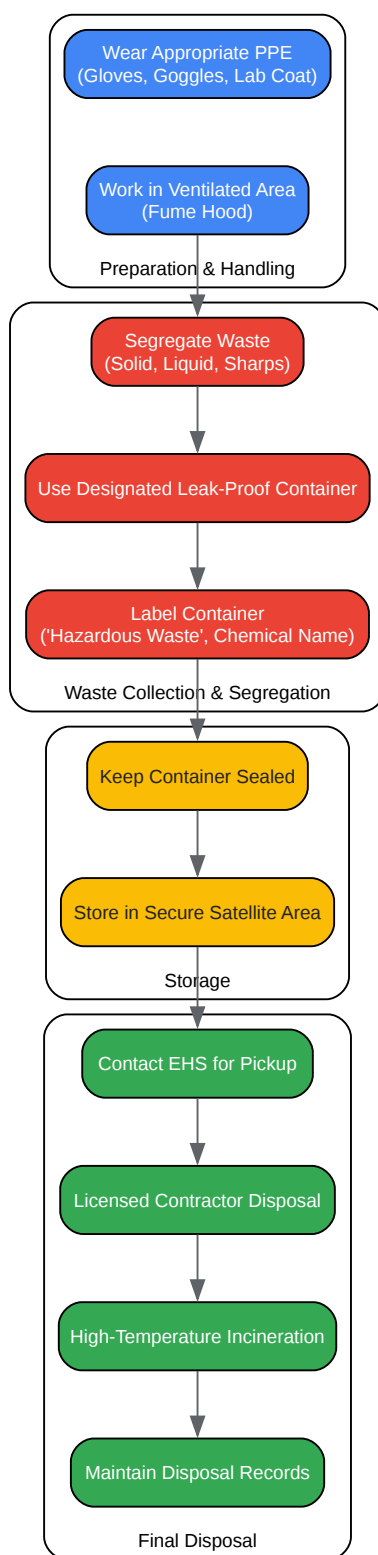 Wear Appropriate PPE
(Gloves, Goggles, Lab Coat)
Work in Ventilated Area
(Fume Hood)
Preparation & Handling
Segregate Waste
(Solid, Liquid, Sharps)
Use Designated Leak-Proof Container
Label Container
('Hazardous Waste', Chemical Name)
Waste Collection & Segregation
Keep Container Sealed
Store in Secure Satellite Area
Storage
Contact EHS for Pickup
Licensed Contractor Disposal
High-Temperature Incineration
Maintain Disposal Records
Final Disposal